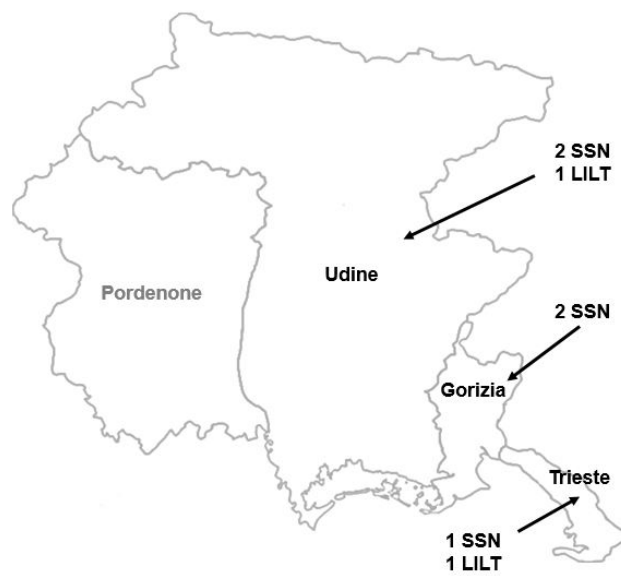 2 SSN
1 LILT
Udine
Pordenone
2 SSN
Gorizia
Trieste
1 SSN
1 LILT